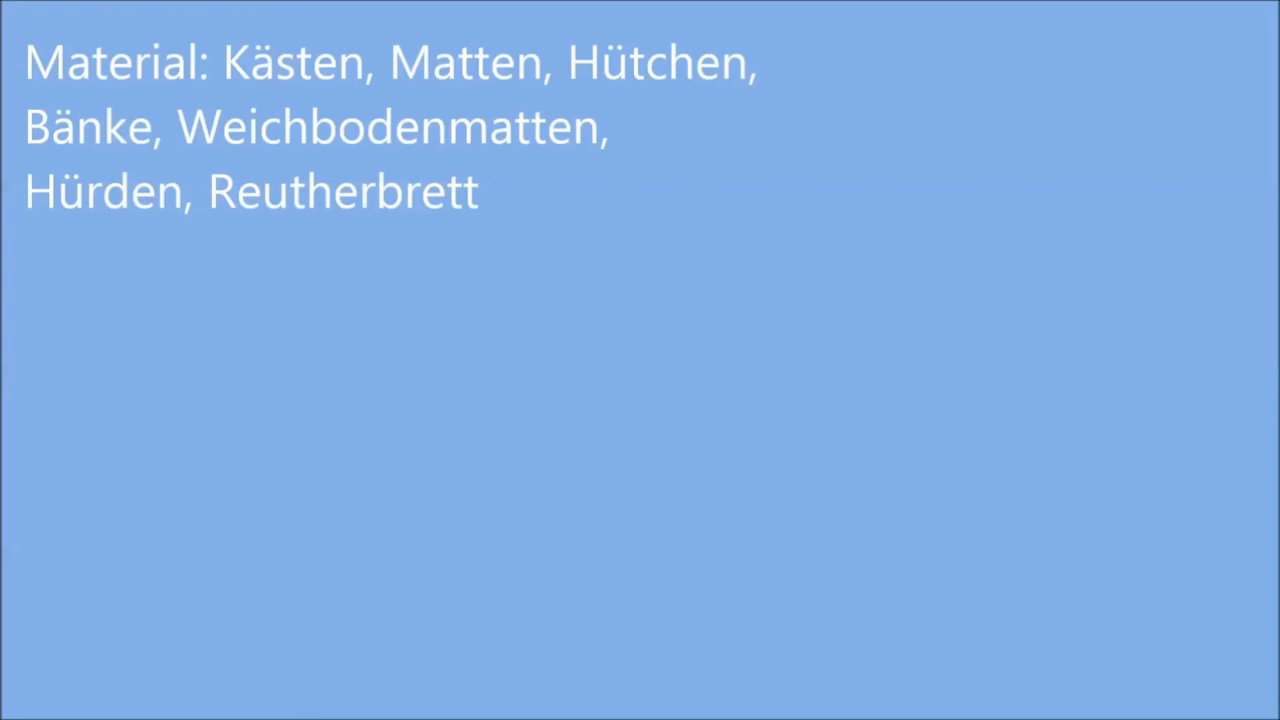 Material: Kästen, Matten, Hütchen,
Bänke, Weichbodenmatten,
Hürden, Reutherbrett